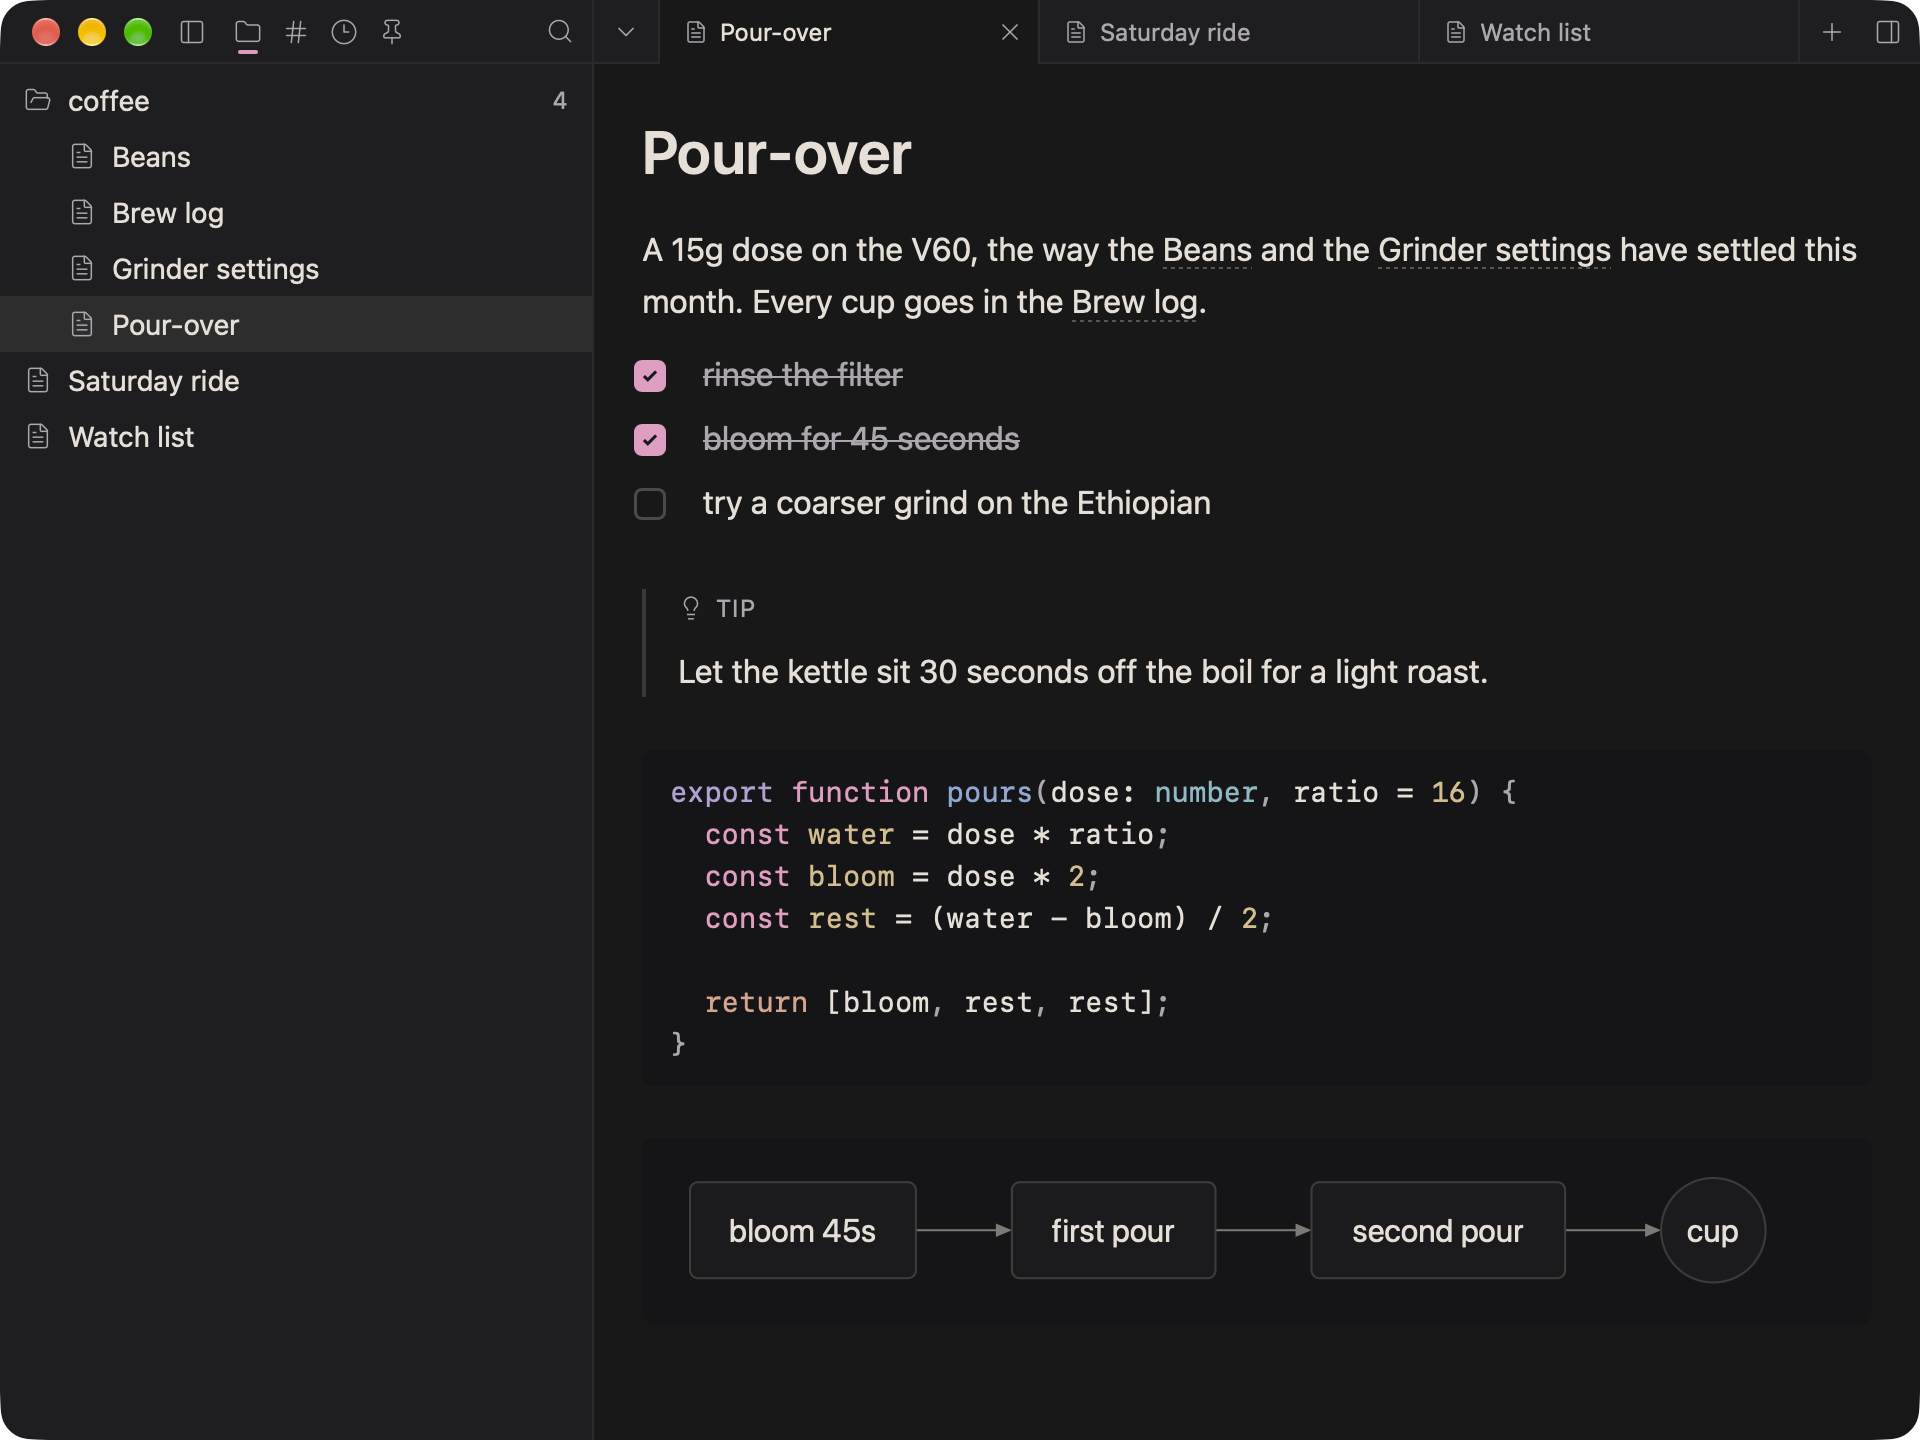 Pour-over
Saturday ride
Watch list
coffee 4
Beans
Brew log
Grinder settings
Pour-over
Saturday ride
Watch list
Pour-over
A 15g dose on the V60, the way the Beans and the Grinder settings have settled this
month. Every cup goes in the Brew log.
rinse the filter
bloom for 45 seconds
try a coarser grind on the Ethiopian
TIP
Let the kettle sit 30 seconds off the boil for a light roast.
export function pours(dose: number, ratio = 16) {
  const water = dose * ratio;
  const bloom = dose * 2;
  const rest = (water - bloom) / 2;

  return [bloom, rest, rest];
}
bloom 45s
first pour
second pour
cup